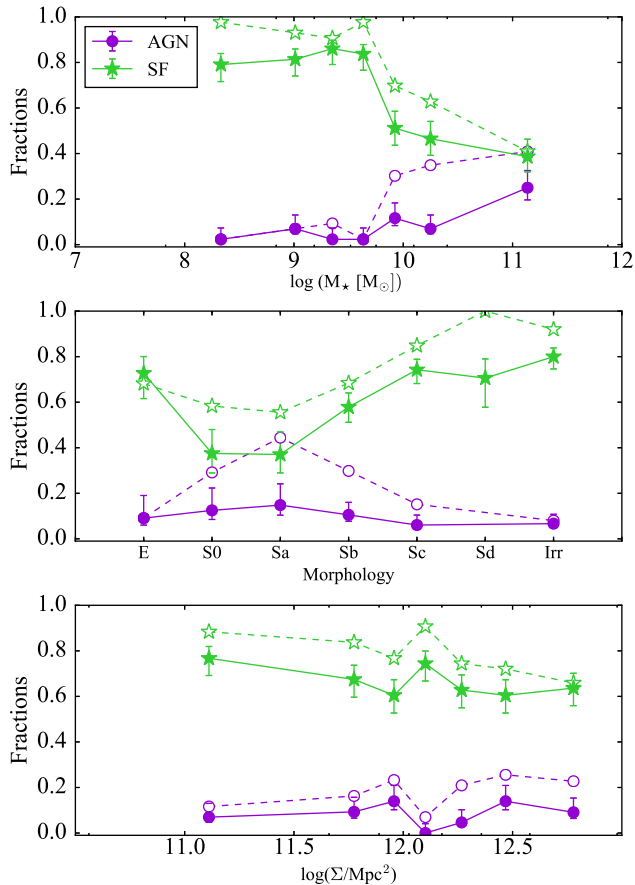 1.0
0.8
0.6
0.4
0.2
0.0
Fractions
AGN
SF
7 8 9 10 11 12
log (M⋆ [M⊙])
1.0
0.8
0.6
0.4
0.2
0.0
Fractions
E S0 Sa Sb Sc Sd Irr
Morphology
1.0
0.8
0.6
0.4
0.2
0.0
Fractions
11.0 11.5 12.0 12.5
log(Σ/Mpc²)